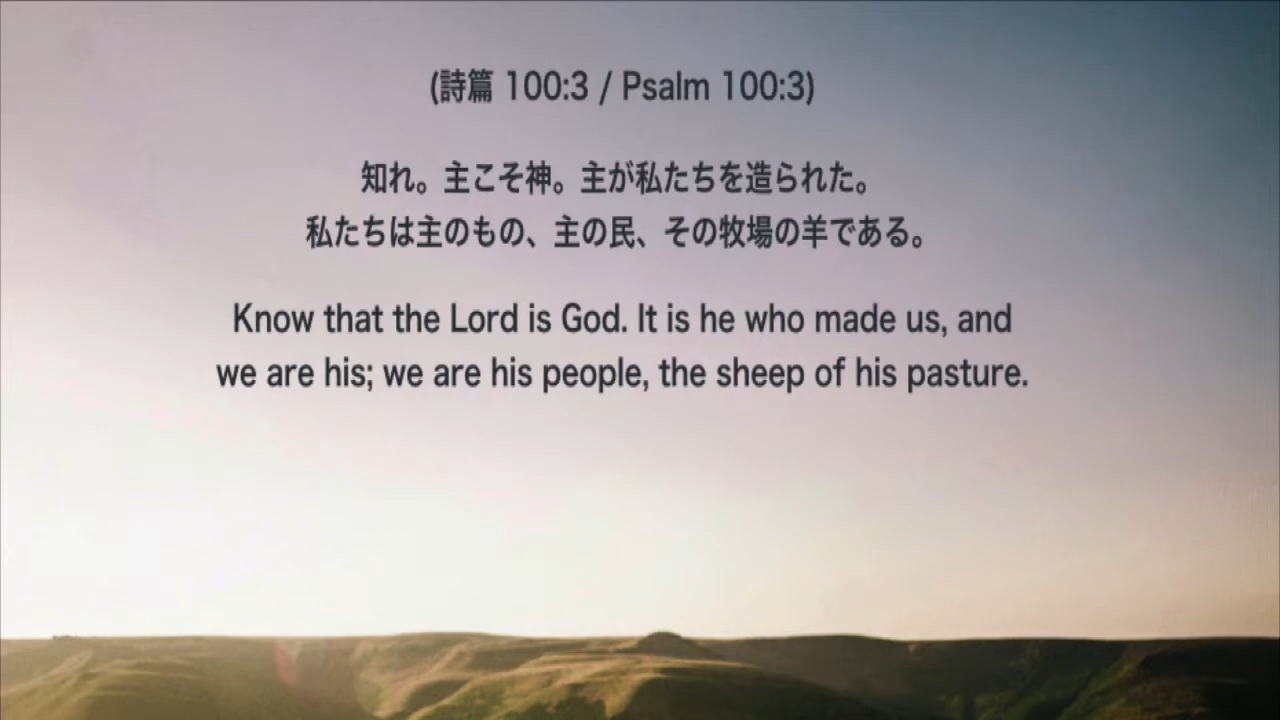 (詩篇 100:3 / Psalm 100:3)
知れ。主こそ神。主が私たちを造られた。
私たちは主のもの、主の民、その牧場の羊である。
Know that the Lord is God. It is he who made us, and
we are his; we are his people, the sheep of his pasture.